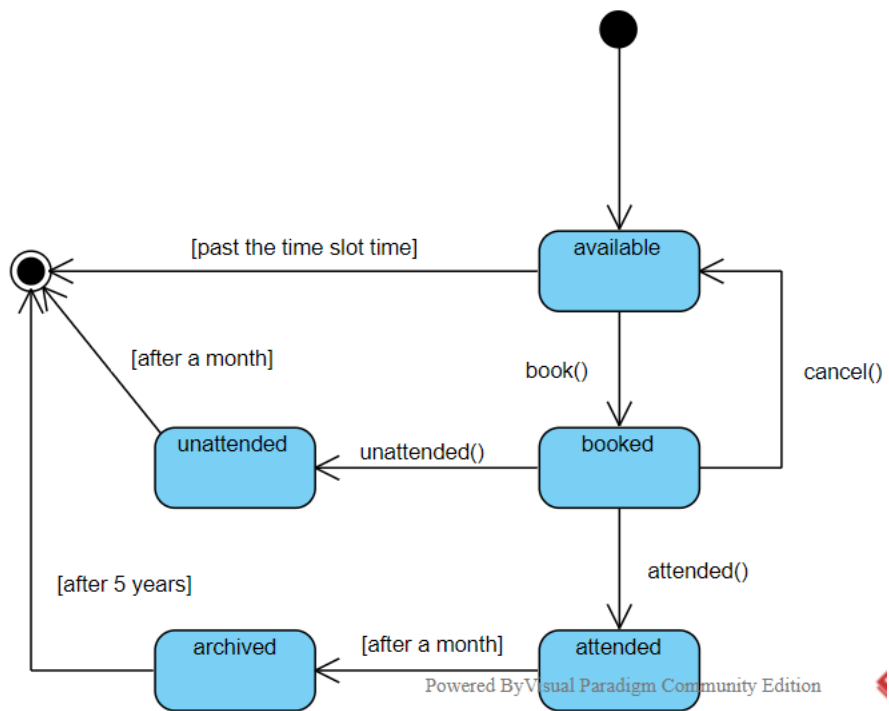 available
[past the time slot time]
[after a month]
book()
cancel()
unattended
unattended()
booked
attended()
[after 5 years]
archived
[after a month]
attended
Powered ByVisual Paradigm Community Edition